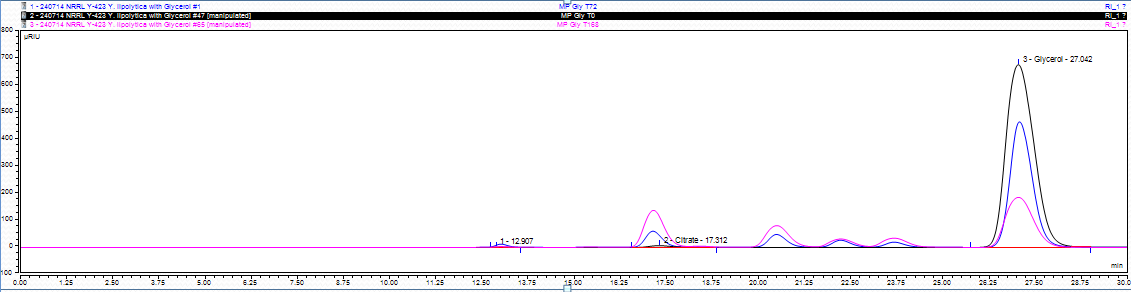 1 - 240714 NRRL Y-423 Y. lipolytica with Glycerol #1 MP Gly T72 RI_1 ?
2 - 240714 NRRL Y-423 Y. lipolytica with Glycerol #47 [manipulated] MP Gly T0 RI_1 ?
3 - 240714 NRRL Y-423 Y. lipolytica with Glycerol [manipulated] MP Gly T168 RI_1 ?
800
µRIU
3 - Glycerol - 27.042
700
600
500
400
300
200
100
1 - 12.907
2 - Citrate - 17.312
0
min
100
0.00 1.25 2.50 3.75 5.00 6.25 7.50 8.75 10.00 11.25 12.50 13.75 15.00 16.25 17.50 18.75 20.00 21.25 22.50 23.75 25.00 26.25 27.50 28.75 30.0